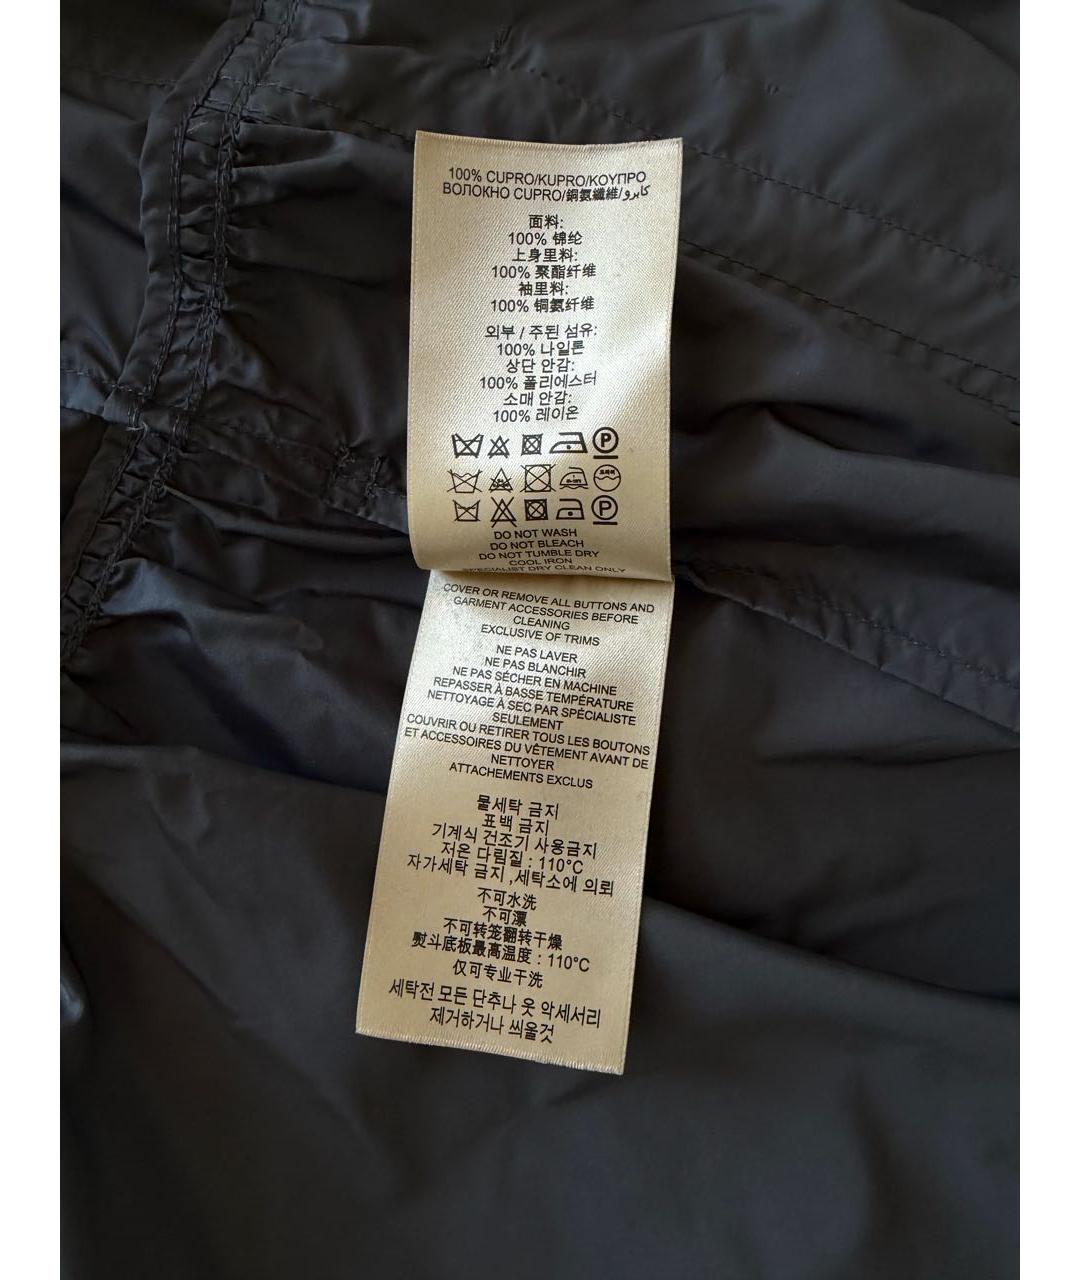 100% CUPRO/KUPRO/ΚΟΥΠΡΟ
ВОЛОКНО CUPRO/銅氨纖維/كابرو
面料:
100% 锦纶
上身里料:
100% 聚酯纤维
袖里料:
100% 铜氨纤维
외부 / 주된 섬유:
100% 나일론
상단 안감:
100% 폴리에스터
소매 안감:
100% 레이온
P
P
DO NOT WASH
DO NOT BLEACH
DO NOT TUMBLE DRY
COOL IRON
SPECIALIST DRY CLEAN ONLY
COVER OR REMOVE ALL BUTTONS AND
GARMENT ACCESSORIES BEFORE
CLEANING
EXCLUSIVE OF TRIMS
NE PAS LAVER
NE PAS BLANCHIR
NE PAS SÉCHER EN MACHINE
REPASSER À BASSE TEMPÉRATURE
NETTOYAGE À SEC PAR SPÉCIALISTE
SEULEMENT
COUVRIR OU RETIRER TOUS LES BOUTONS
ET ACCESSOIRES DU VÊTEMENT AVANT DE
NETTOYER
ATTACHEMENTS EXCLUS
물세탁 금지
표백 금지
기계식 건조기 사용금지
저온 다림질 : 110°C
자가세탁 금지 ,세탁소에 의뢰
不可水洗
不可漂
不可转笼翻转干燥
熨斗底板最高温度 : 110°C
仅可专业干洗
세탁전 모든 단추나 옷 악세서리
제거하거나 씌울것